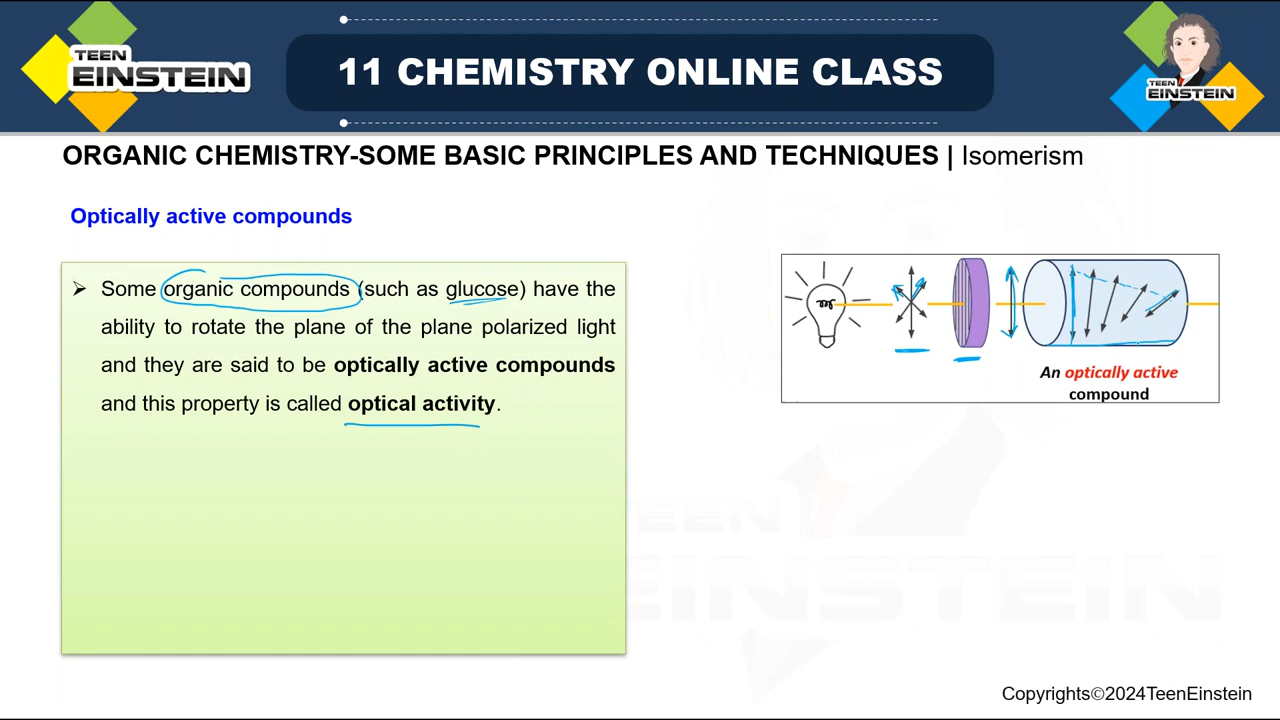 TEEN
EINSTEIN
11 CHEMISTRY ONLINE CLASS
TEEN
EINSTEIN
ORGANIC CHEMISTRY-SOME BASIC PRINCIPLES AND TECHNIQUES | Isomerism
Optically active compounds
➢ Some organic compounds (such as glucose) have the
ability to rotate the plane of the plane polarized light
and they are said to be optically active compounds
and this property is called optical activity.
An optically active
compound
TEEN
EINSTEIN
Copyrights©2024TeenEinstein